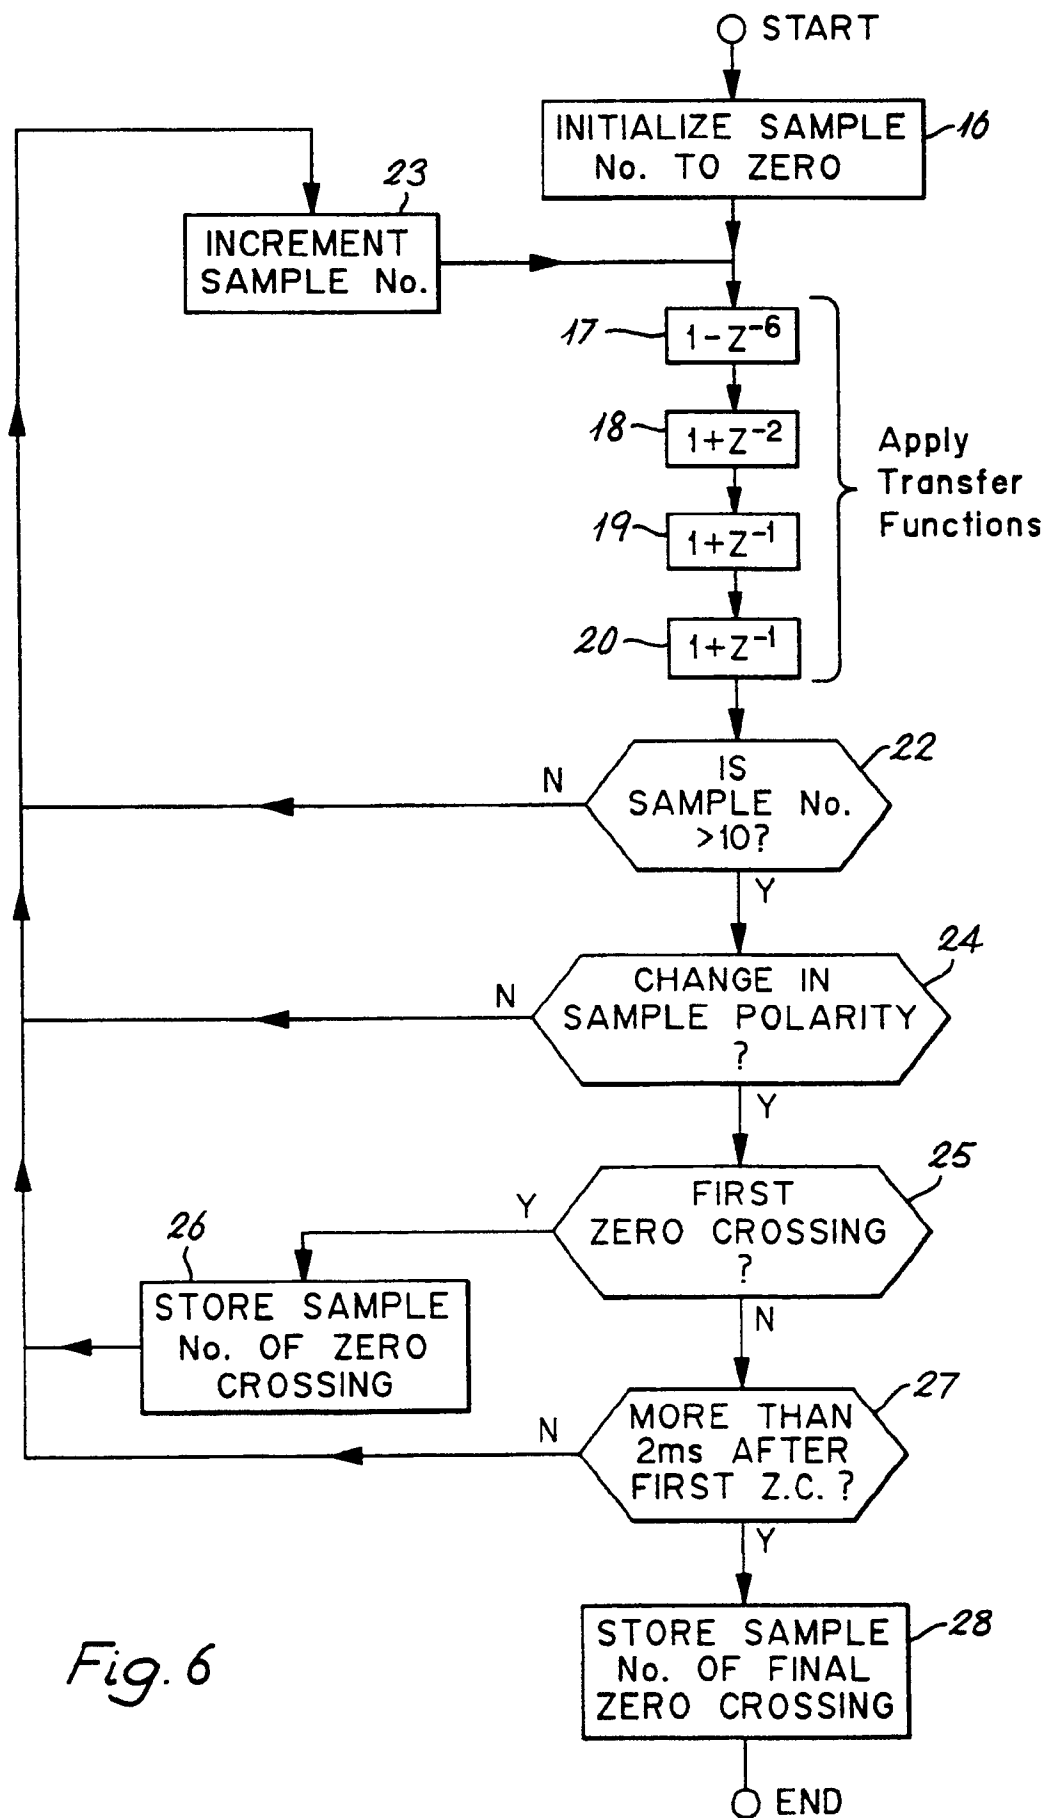 START
INITIALIZE SAMPLE
No. TO ZERO
16
23
INCREMENT
SAMPLE No.
17
1-Z⁻⁶
18
1+Z⁻²
19
1+Z⁻¹
20
1+Z⁻¹
Apply
Transfer
Functions
22
IS
SAMPLE No.
>10?
N
Y
24
CHANGE IN
SAMPLE POLARITY
?
N
Y
25
FIRST
ZERO CROSSING
?
Y
N
26
STORE SAMPLE
No. OF ZERO
CROSSING
27
MORE THAN
2ms AFTER
FIRST Z.C. ?
N
Y
28
STORE SAMPLE
No. OF FINAL
ZERO CROSSING
END
Fig. 6